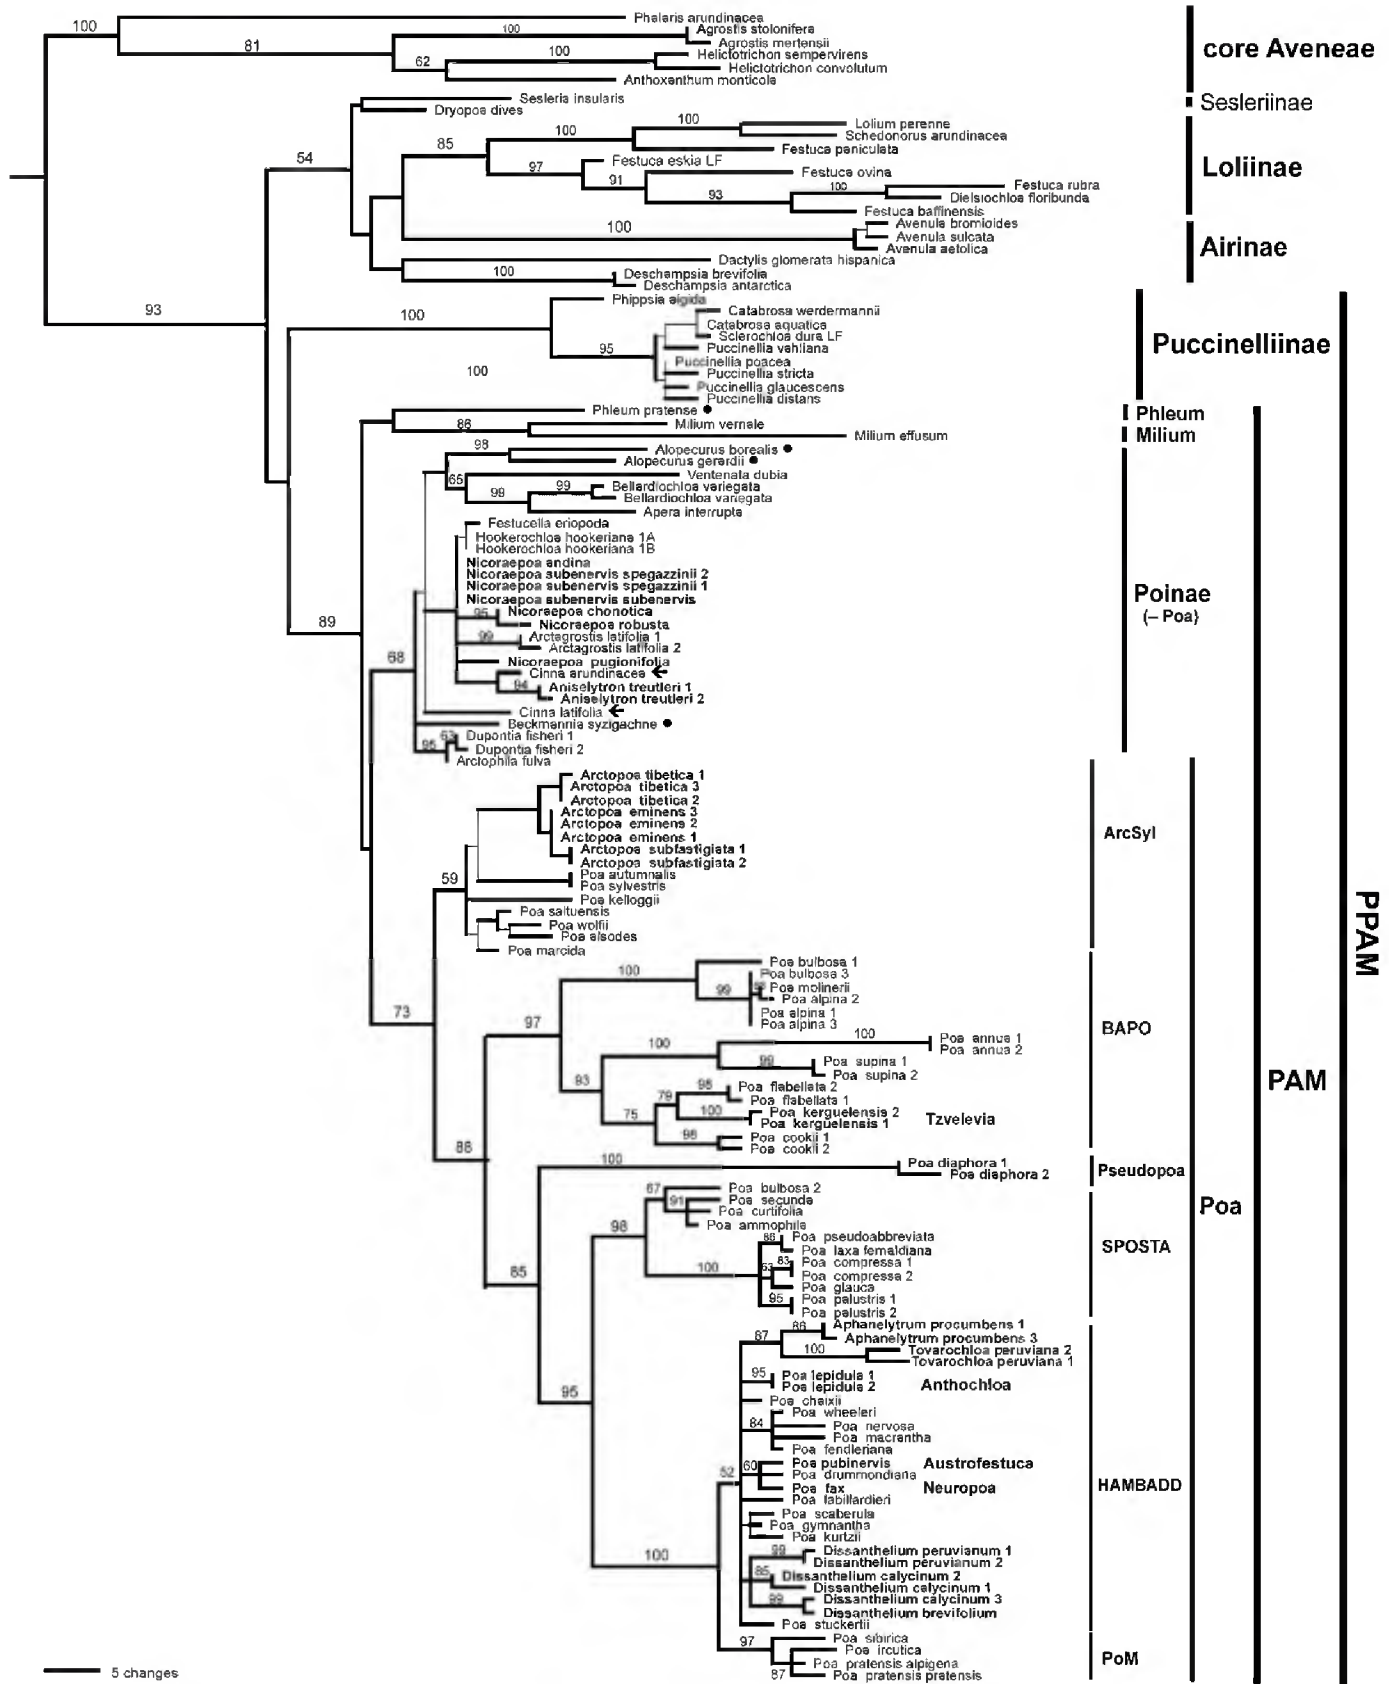 100
Phalaris arundinacea
100
Agrostis stolonifera
Agrostis mertensii
core Aveneae
81
100
Helictotrichon sempervirens
62
Helictotrichon convolutum
Anthoxanthum monticola
Sesleria insularis
Sesleriinae
Dryopoa dives
100
Lolium perenne
100
Schedonorus arundinacea
85
Festuca paniculata
54
Festuca eskia LF
97
Festuca ovina
Loliinae
91
100
Festuca rubra
93
Dielsiochloa floribunda
Festuca baffinensis
100
Avenula bromioides
Avenula sulcata
Avenula aetolica
Airinae
Dactylis glomerata hispanica
100
Deschampsia brevifolia
Deschampsia antarctica
93
100
Phippsia algida
Catabrosa werdermannii
Catabrosa aquatica
Sclerochloa dura LF
95
Puccinellia vahliana
Puccinelliinae
Puccinellia poacea
100
Puccinellia stricta
Puccinellia glaucescens
Puccinellia distans
Phleum pratense
Phleum
86
Milium vernale
Milium effusum
Milium
98
Alopecurus borealis
Alopecurus gerardii
65
Ventenata dubia
99
99
Bellardiochloa variegata
Bellardiochloa variegata
Apera interrupta
Festucella eriopoda
Hookerochloa hookeriana 1A
Hookerochloa hookeriana 1B
Nicoraepoa andina
Nicoraepoa subenervis spegazzinii 2
Nicoraepoa subenervis spegazzinii 1
Nicoraepoa subenervis subenervis
Poinae
(– Poa)
95
Nicoraepoa chonotica
Nicoraepoa robusta
89
99
Arctagrostis latifolia 1
Arctagrostis latifolia 2
68
Nicoraepoa pugionifolia
Cinna arundinacea
94
Aniselytron treutleri 1
Aniselytron treutleri 2
Cinna latifolia
Beckmannia syzigachne
63
Dupontia fisheri 1
95
Dupontia fisheri 2
Arctophila fulva
Arctopoa tibetica 1
Arctopoa tibetica 3
Arctopoa tibetica 2
Arctopoa eminens 3
Arctopoa eminens 2
Arctopoa eminens 1
ArcSyl
Arctopoa subfastigiata 1
Arctopoa subfastigiata 2
59
Poa autumnalis
Poa sylvestris
Poa kelloggii
Poa saltuensis
Poa wolfii
Poa alsodes
Poa marcida
PPAM
100
Poa bulbosa 1
Poa bulbosa 3
99
Poa molinerii
Poa alpina 2
Poa alpina 1
Poa alpina 3
73
97
BAPO
100
100
Poa annua 1
Poa annua 2
99
Poa supina 1
Poa supina 2
93
98
Poa flabellata 2
79
Poa flabellata 1
75
100
Poa kerguelensis 2
Poa kerguelensis 1
Tzvelevia
98
Poa cookii 1
Poa cookii 2
PAM
88
100
Poa diaphora 1
Poa diaphora 2
Pseudopoa
67
Poa bulbosa 2
91
Poa secunda
Poa curtifolia
Poa ammophila
Poa
98
86
Poa pseudoabbreviata
Poa laxa fernaldiana
SPOSTA
100
83
Poa compressa 1
63
Poa compressa 2
Poa glauca
95
Poa palustris 1
Poa palustris 2
85
86
Aphanelytrum procumbens 1
87
Aphanelytrum procumbens 3
100
Tovarochloa peruviana 2
Tovarochloa peruviana 1
95
Poa lepidula 1
Poa lepidula 2
Anthochloa
95
Poa chaixii
Poa wheeleri
84
Poa nervosa
Poa macrantha
Poa fendleriana
52
60
Poa pubinervis
Austrofestuca
Poa drummondiana
Poa fax
Neuropoa
HAMBADD
Poa labillardieri
Poa scaberula
Poa gymnantha
Poa kurtzii
99
Dissanthelium peruvianum 1
Dissanthelium peruvianum 2
100
85
Dissanthelium calycinum 2
Dissanthelium calycinum 1
99
Dissanthelium calycinum 3
Dissanthelium brevifolium
Poa stuckertii
97
Poa sibirica
Poa ircutica
PoM
Poa pratensis alpigena
87
Poa pratensis pratensis
5 changes